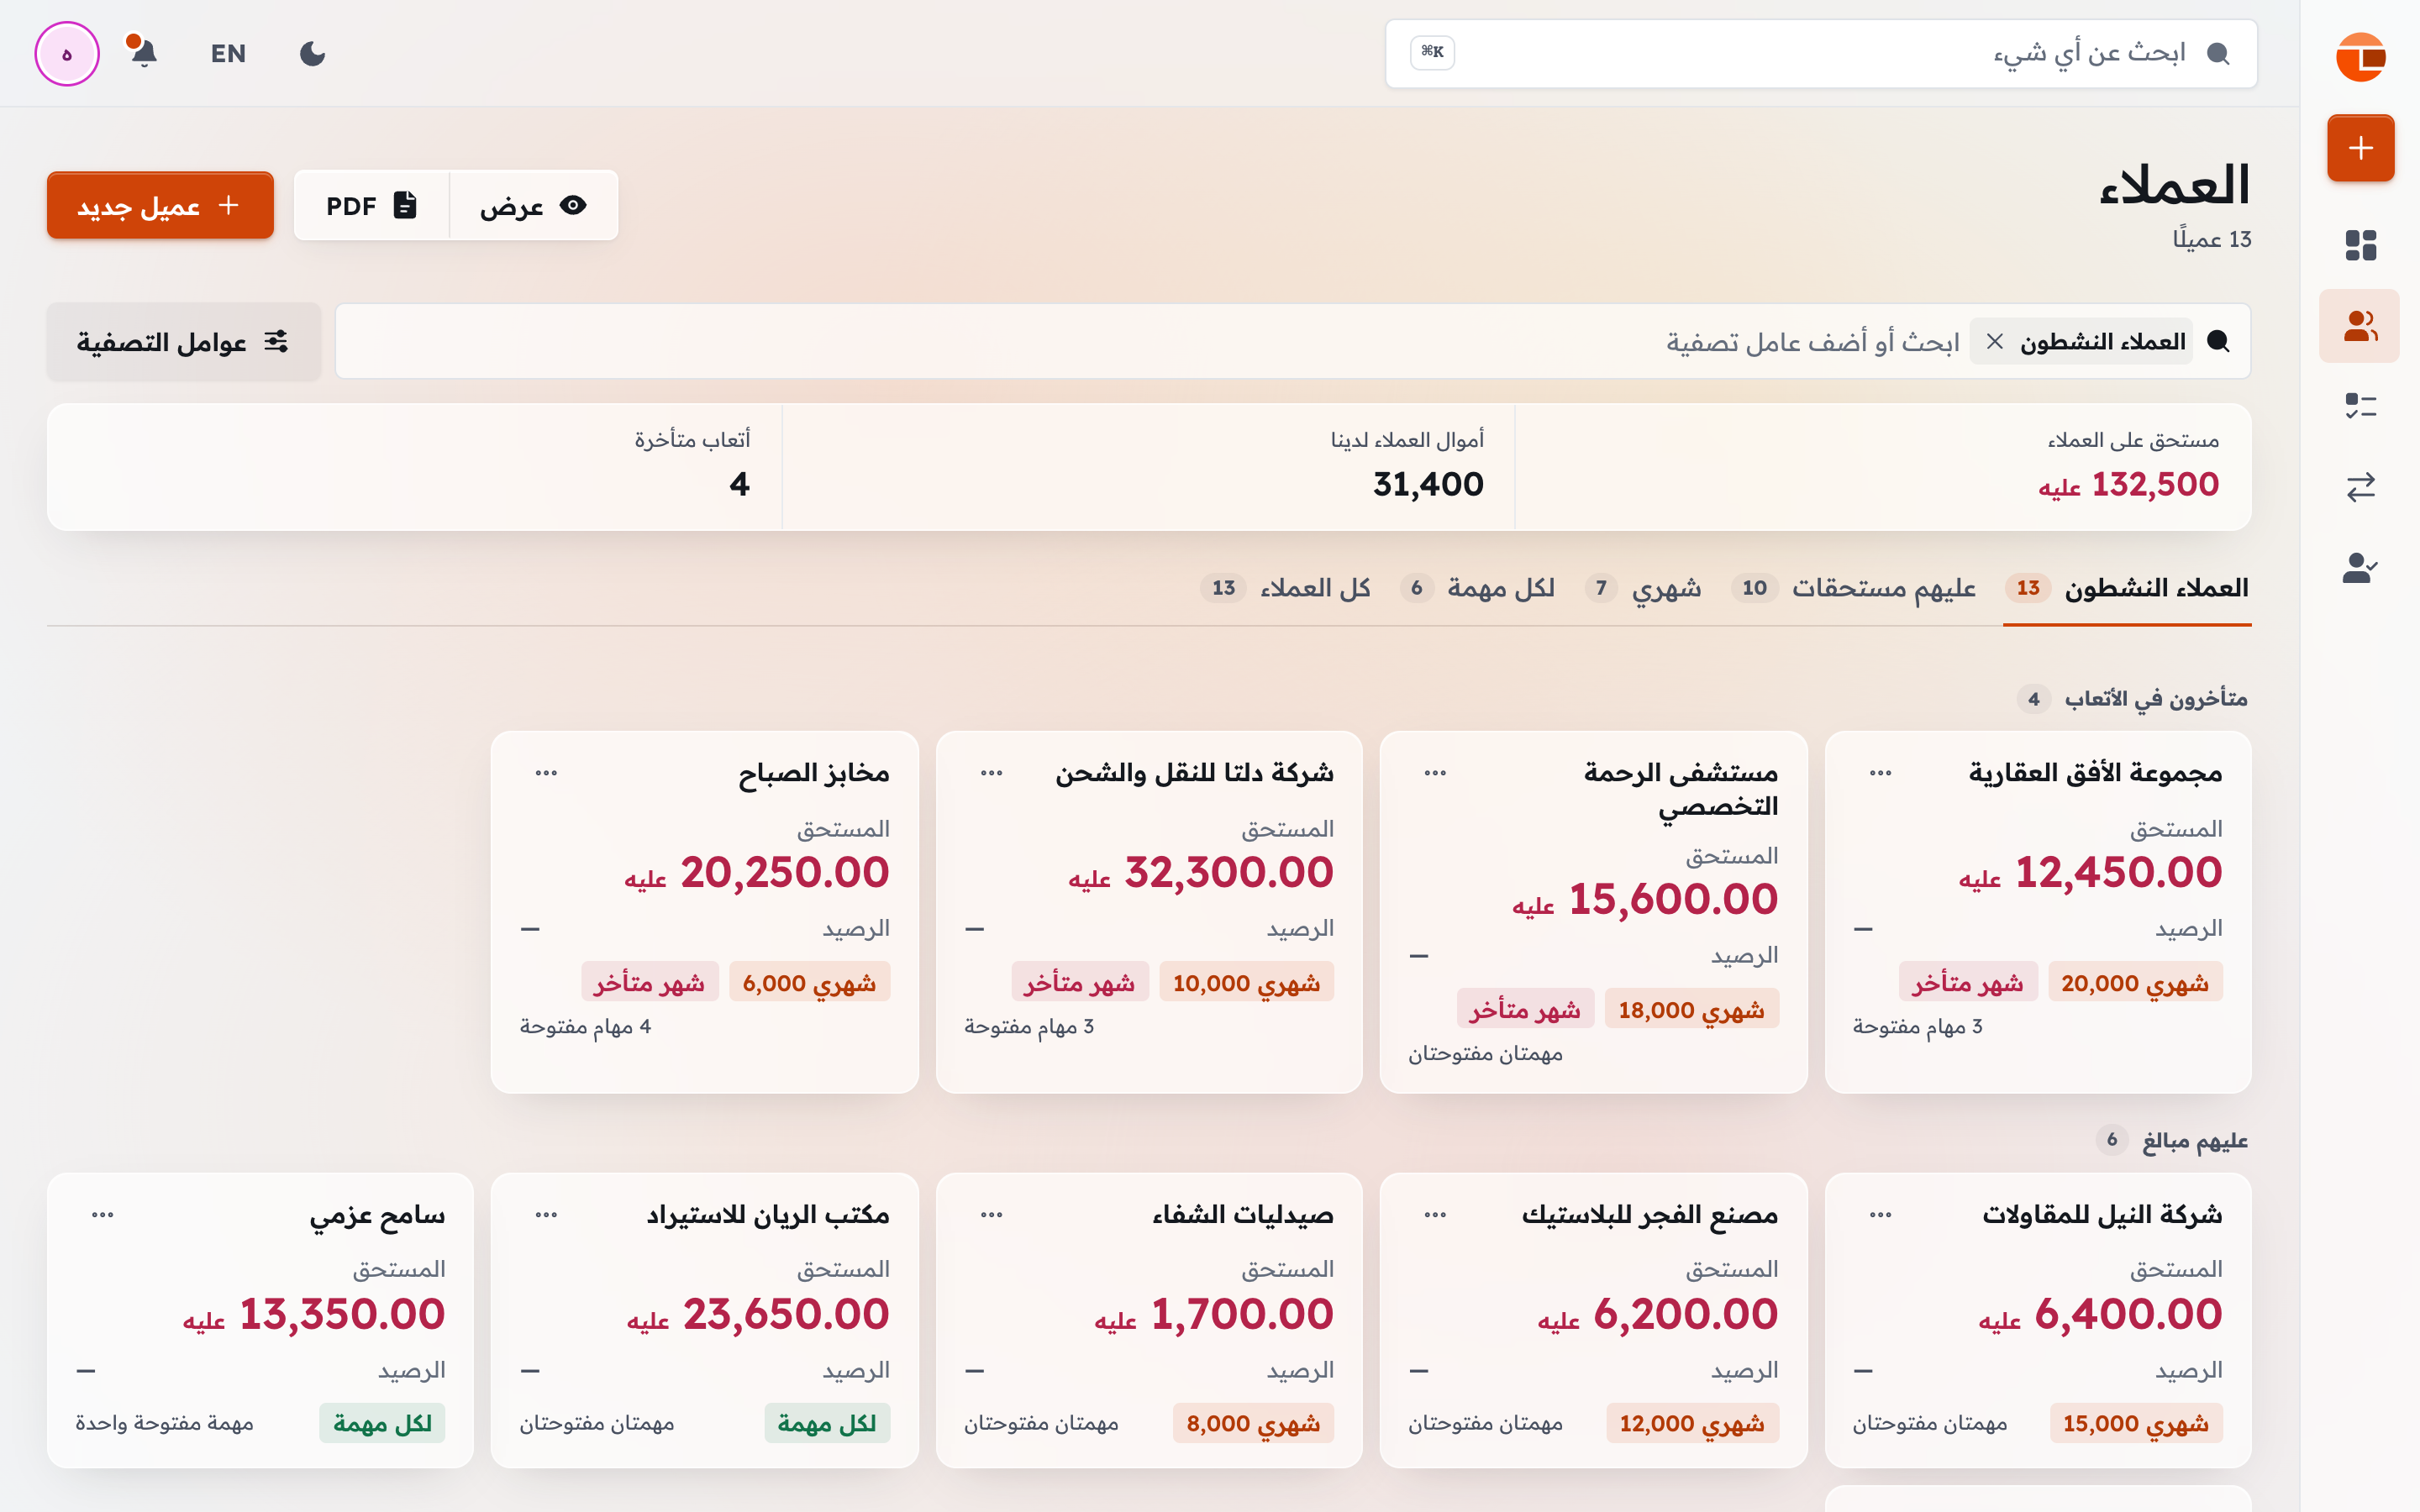 ابحث عن أي شيء
⌘K
EN
ه
العملاء
13 عميلًا
عرض
PDF
عميل جديد
العملاء النشطون
ابحث أو أضف عامل تصفية
عوامل التصفية
مستحق على العملاء
132,500 عليه
أموال العملاء لدينا
31,400
أتعاب متأخرة
4
العملاء النشطون 13
عليهم مستحقات 10
شهري 7
لكل مهمة 6
كل العملاء 13
متأخرون في الأتعاب 4
مجموعة الأفق العقارية
المستحق
12,450.00 عليه
الرصيد —
شهري 20,000 شهر متأخر
3 مهام مفتوحة
مستشفى الرحمة
التخصصي
المستحق
15,600.00 عليه
الرصيد —
شهري 18,000 شهر متأخر
مهمتان مفتوحتان
شركة دلتا للنقل والشحن
المستحق
32,300.00 عليه
الرصيد —
شهري 10,000 شهر متأخر
3 مهام مفتوحة
مخابز الصباح
المستحق
20,250.00 عليه
الرصيد —
شهري 6,000 شهر متأخر
4 مهام مفتوحة
عليهم مبالغ 6
شركة النيل للمقاولات
المستحق
6,400.00 عليه
الرصيد —
شهري 15,000 مهمتان مفتوحتان
مصنع الفجر للبلاستيك
المستحق
6,200.00 عليه
الرصيد —
شهري 12,000 مهمتان مفتوحتان
صيدليات الشفاء
المستحق
1,700.00 عليه
الرصيد —
شهري 8,000 مهمتان مفتوحتان
مكتب الريان للاستيراد
المستحق
23,650.00 عليه
الرصيد —
لكل مهمة مهمتان مفتوحتان
سامح عزمي
المستحق
13,350.00 عليه
الرصيد —
لكل مهمة مهمة مفتوحة واحدة